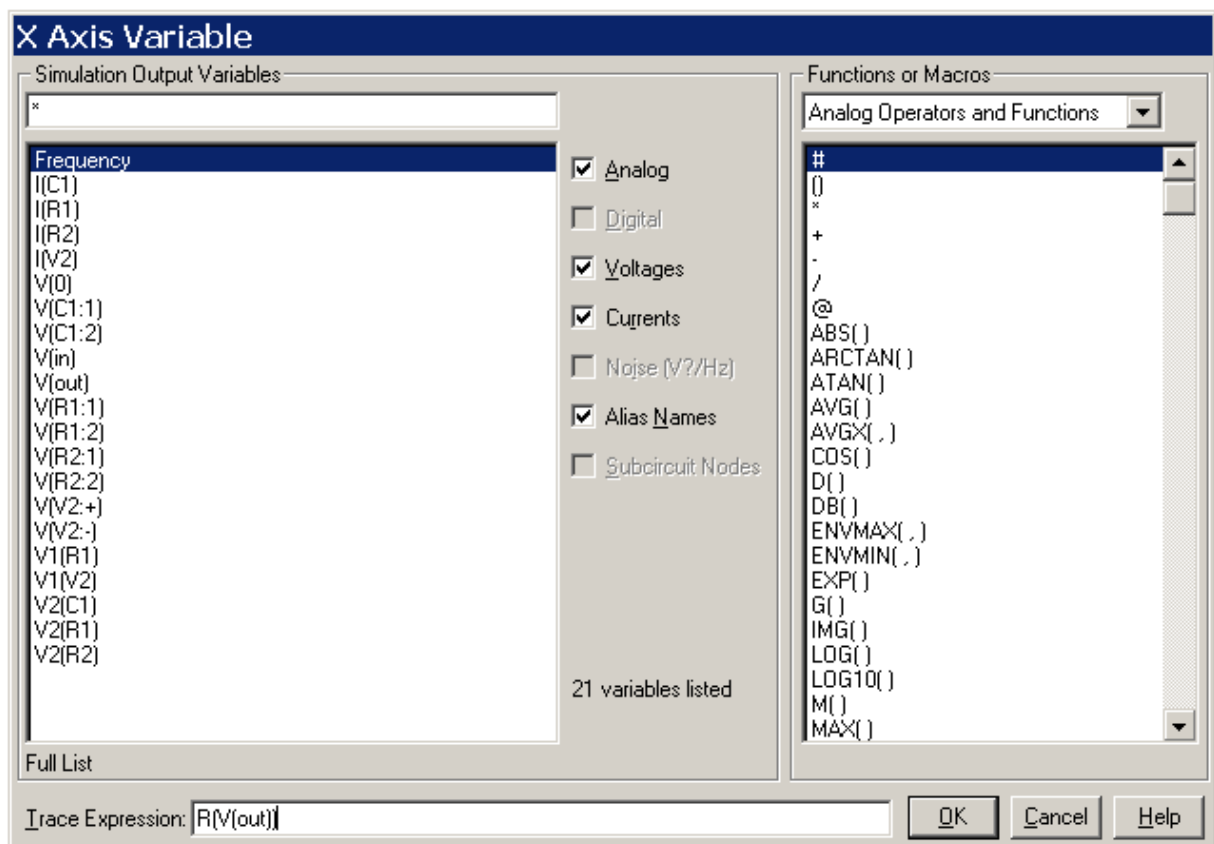 X Axis Variable
Simulation Output Variables
*
Frequency
I(C1)
I(R1)
I(R2)
I(V2)
V(0)
V(C1:1)
V(C1:2)
V(in)
V(out)
V(R1:1)
V(R1:2)
V(R2:1)
V(R2:2)
V(V2:+)
V(V2:-)
V1(R1)
V1(V2)
V2(C1)
V2(R1)
V2(R2)
Full List
Analog
Digital
Voltages
Currents
Noise (V?/Hz)
Alias Names
Subcircuit Nodes
21 variables listed
Functions or Macros
Analog Operators and Functions
#
()
*
+
-
/
@
ABS( )
ARCTAN( )
ATAN( )
AVG( )
AVGX( , )
COS( )
D( )
DB( )
ENVMAX( , )
ENVMIN( , )
EXP( )
G( )
IMG( )
LOG( )
LOG10( )
M( )
MAX( )
Trace Expression: R(V(out))
OK Cancel Help